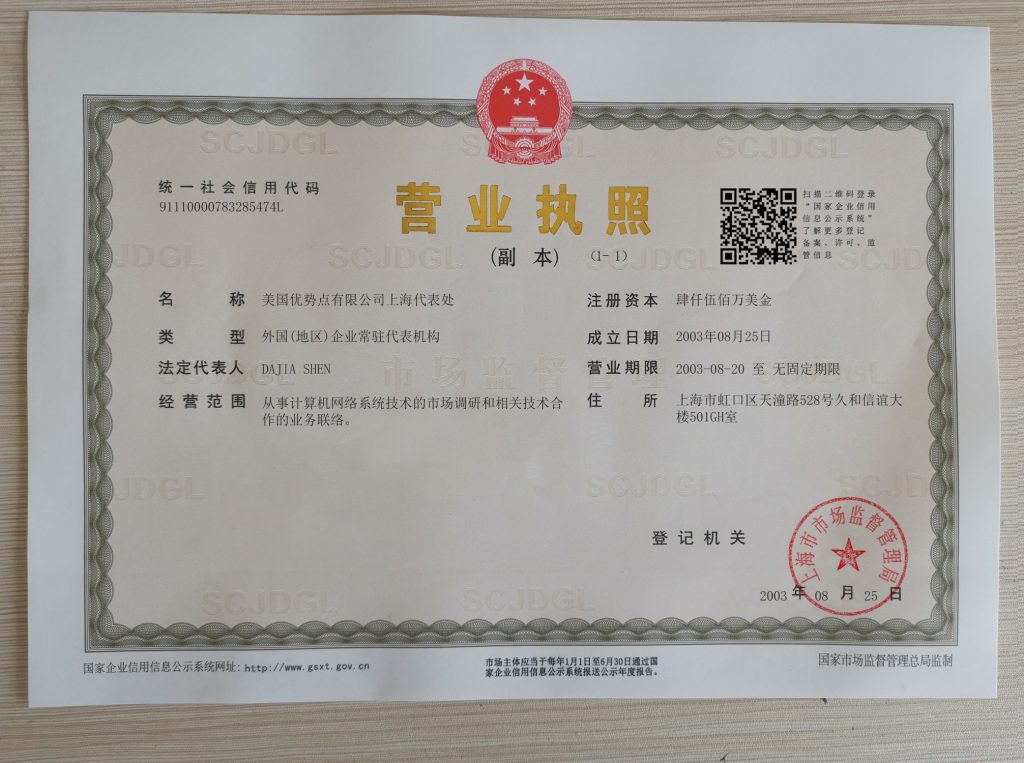 SCJDGL SCJDGL SCJDGL
统一社会信用代码
91110000783285474L
营业执照
(副 本) (1-1)
扫描二维码登录
“国家企业信用
信息公示系统”
了解更多登记
备案、许可、监
管信息
JDGL SCJDGL SCJDGL
名 称 美国优势点有限公司上海代表处
注册资本 肆仟伍佰万美金
类 型 外国(地区)企业常驻代表机构
成立日期 2003年08月25日
法定代表人 DAJIA SHEN
营业期限 2003-08-20 至 无固定期限
市场监督管理
经营范围 从事计算机网络系统技术的市场调研和相关技术合
作的业务联络。
住 所 上海市虹口区天潼路528号久和信谊大
楼501GH室
JDGL SCJDGL SCJD
登记机关
上海市市场监督管理局
2003 年 08 月 25 日
SCJDGL SCJDGL
国家企业信用信息公示系统网址: http://www.gsxt.gov.cn
市场主体应当于每年1月1日至6月30日通过国
家企业信用信息公示系统报送公示年度报告。
国家市场监督管理总局监制